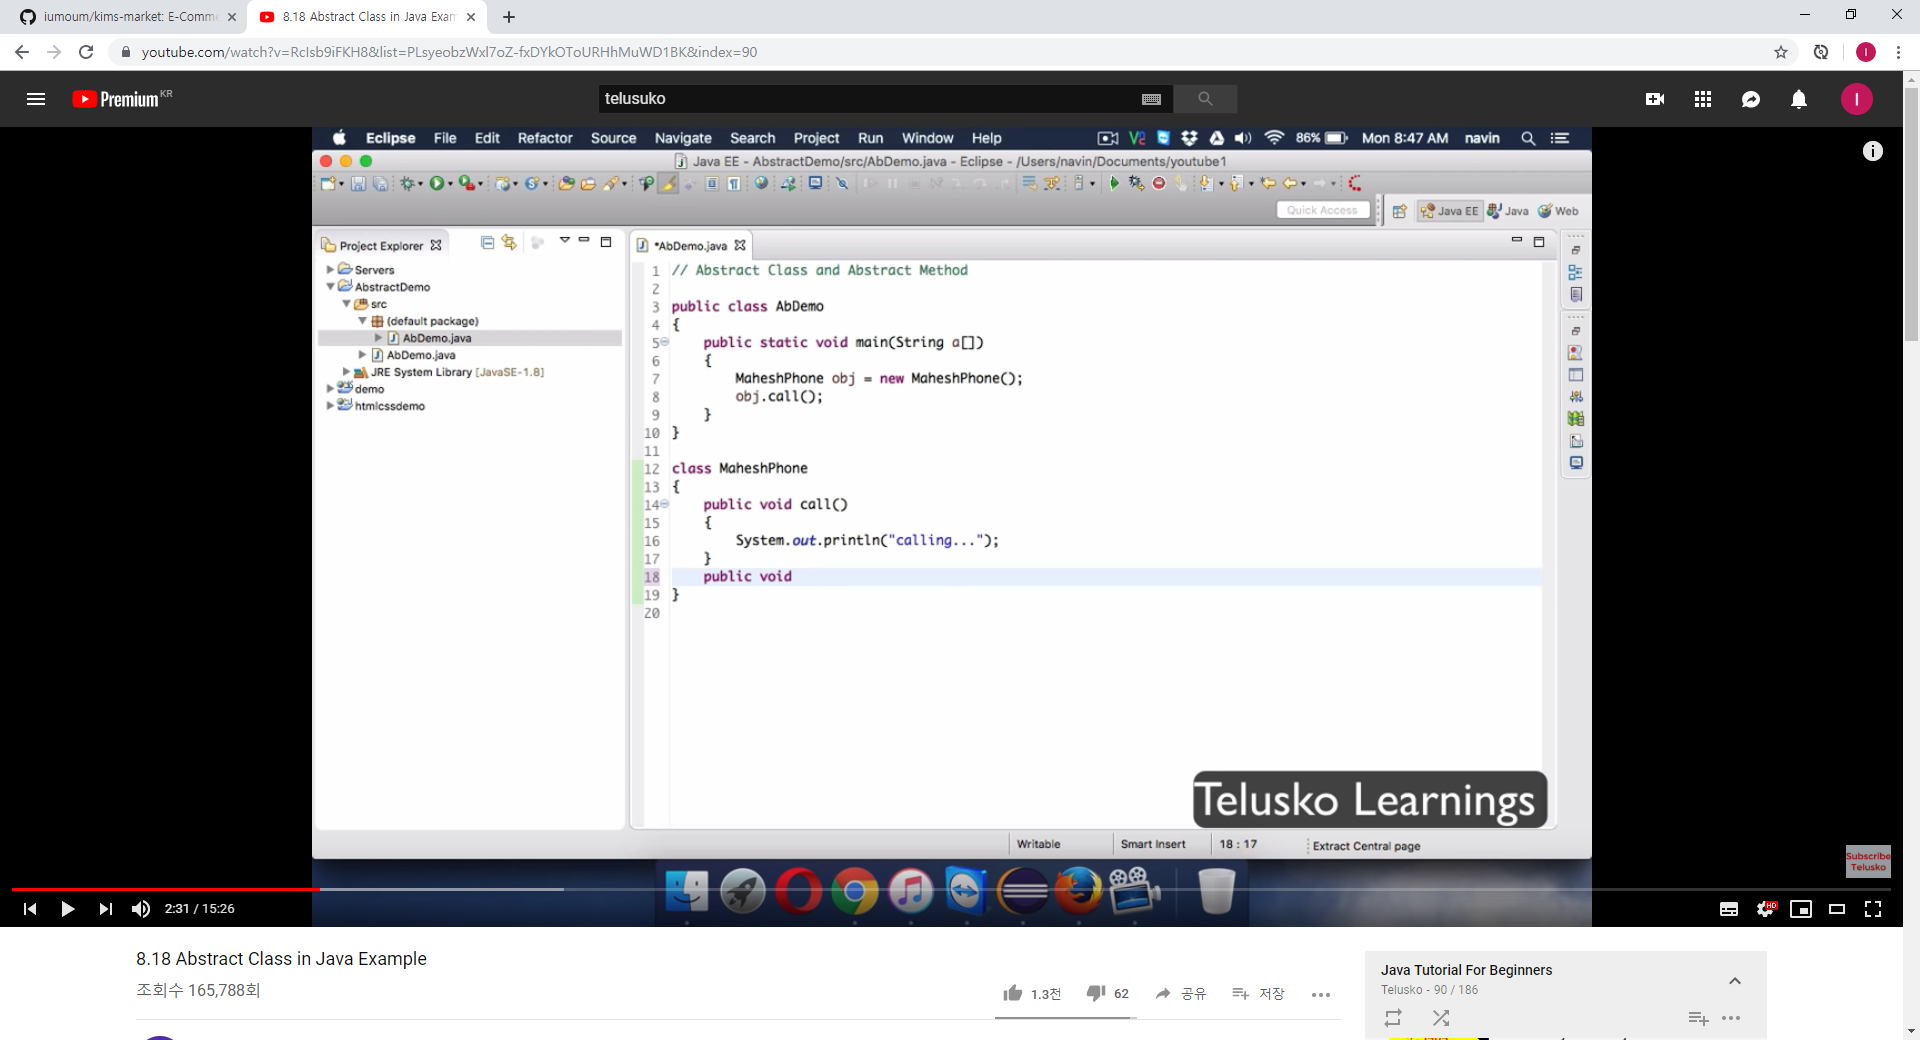 iumoum/kims-market: E-Comme
8.18 Abstract Class in Java Exam
youtube.com/watch?v=RcIsb9iFKH8&list=PLsyeobzWxl7oZ-fxDYkOToURHhMuWD1BK&index=90
I
Premium KR
telusuko
I
Eclipse File Edit Refactor Source Navigate Search Project Run Window Help 86% Mon 8:47 AM navin
Java EE - AbstractDemo/src/AbDemo.java - Eclipse - /Users/navin/Documents/youtube1
Quick Access
Java EE Java Web
Project Explorer
*AbDemo.java
Servers
AbstractDemo
src
(default package)
AbDemo.java
AbDemo.java
JRE System Library [JavaSE-1.8]
demo
htmlcssdemo
1 // Abstract Class and Abstract Method
2
3 public class AbDemo
4 {
5 public static void main(String a[])
6 {
7 MaheshPhone obj = new MaheshPhone();
8 obj.call();
9 }
10 }
11
12 class MaheshPhone
13 {
14 public void call()
15 {
16 System.out.println("calling...");
17 }
18 public void
19 }
20
Telusko Learnings
Writable Smart Insert 18 : 17 Extract Central page
Subscribe
Telusko
2:31 / 15:26
HD
8.18 Abstract Class in Java Example
조회수 165,788회
1.3천 62 공유 저장
Java Tutorial For Beginners
Telusko - 90 / 186